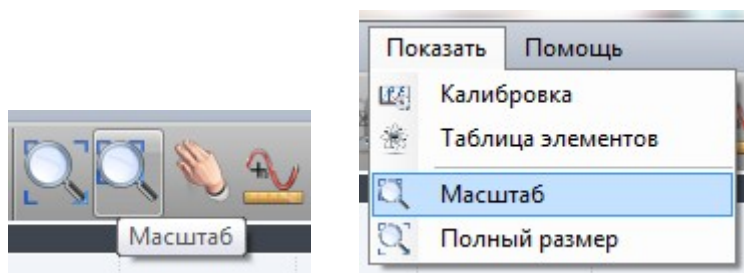 Масштаб
Показать Помощь
Калибровка
Таблица элементов
Масштаб
Полный размер